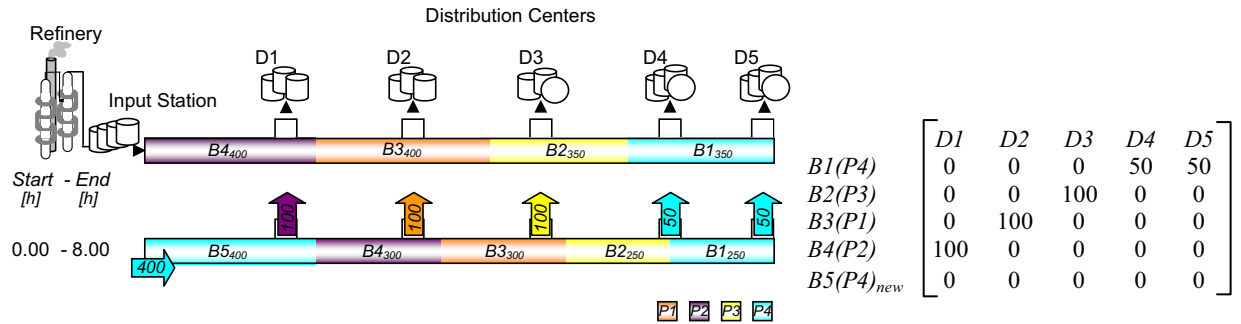 Distribution Centers
Refinery
D1 D2 D3 D4 D5
Input Station
B4400 B3400 B2350 B1350
Start - End
[h] [h]
100 100 100 50 50
0.00 - 8.00
B5400 B4300 B3300 B2250 B1250
400
P1 P2 P3 P4
D1 D2 D3 D4 D5
B1(P4) 0 0 0 50 50
B2(P3) 0 0 100 0 0
B3(P1) 0 100 0 0 0
B4(P2) 100 0 0 0 0
B5(P4)new 0 0 0 0 0